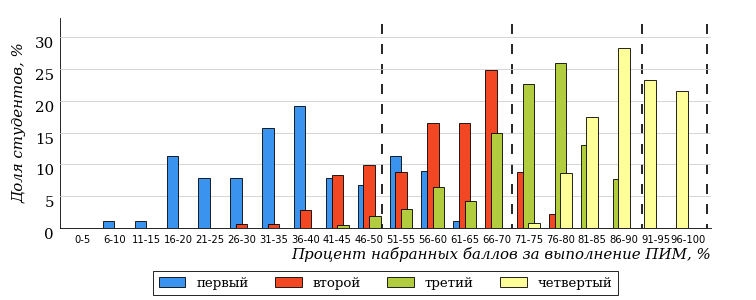 Доля студентов, %
30
25
20
15
10
5
0
0-5 6-10 11-15 16-20 21-25 26-30 31-35 36-40 41-45 46-50 51-55 56-60 61-65 66-70 71-75 76-80 81-85 86-90 91-95 96-100
Процент набранных баллов за выполнение ПИМ, %
первый второй третий четвертый